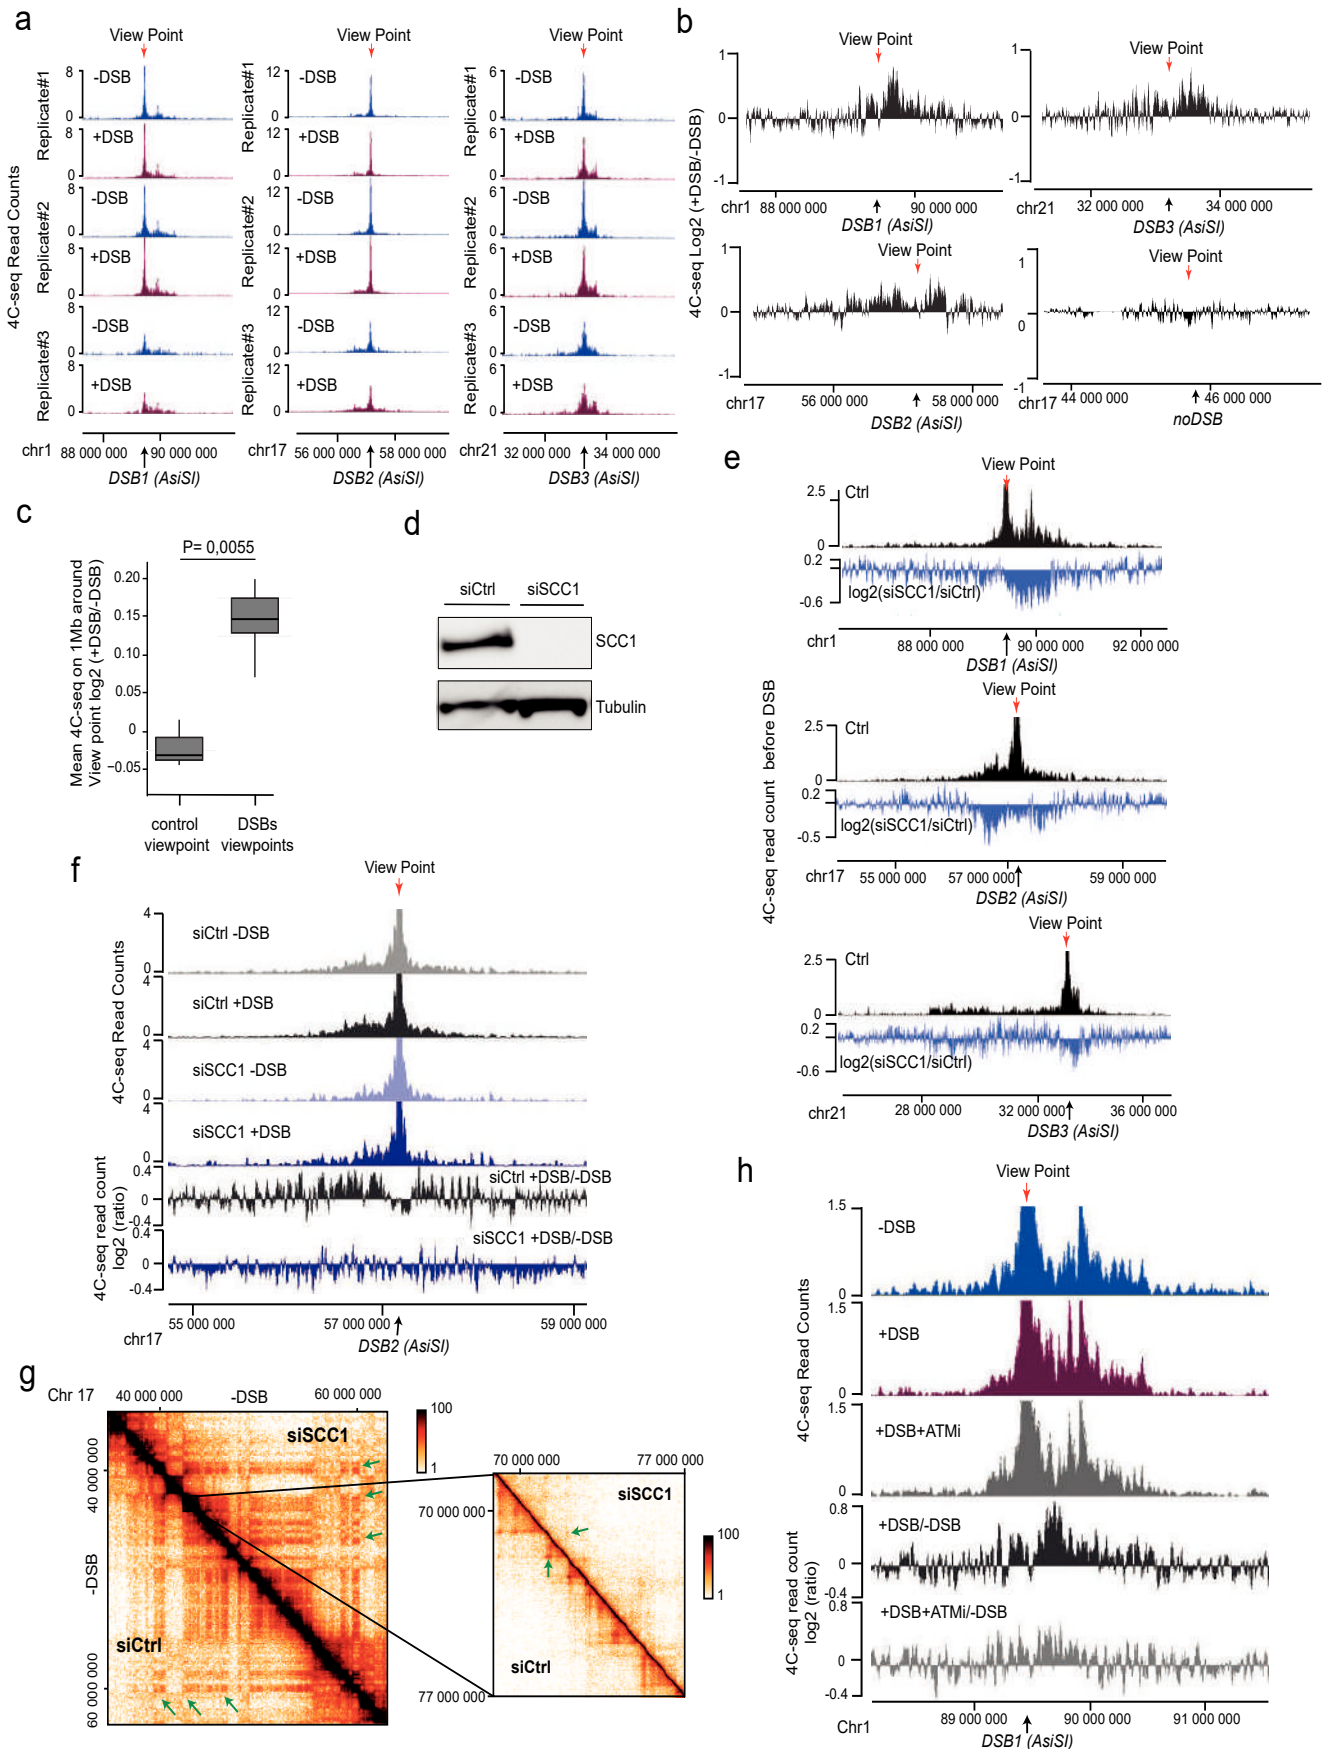 a
View Point
View Point
View Point
4C-seq Read Counts
Replicate#1
Replicate#2
Replicate#3
8
-DSB
0
8
+DSB
0
8
-DSB
0
8
+DSB
0
8
-DSB
0
8
+DSB
0
chr1 88 000 000 90 000 000
DSB1 (AsiSI)
Replicate#1
Replicate#2
Replicate#3
12
-DSB
0
12
+DSB
0
12
-DSB
0
12
+DSB
0
12
-DSB
0
12
+DSB
0
chr17 56 000 000 58 000 000
DSB2 (AsiSI)
Replicate#1
Replicate#2
Replicate#3
6
-DSB
0
6
+DSB
0
6
-DSB
0
6
+DSB
0
6
-DSB
0
6
+DSB
0
chr21 32 000 000 34 000 000
DSB3 (AsiSI)
b
4C-seq Log2 (+DSB/-DSB)
View Point
1
0
-1
chr1 88 000 000 90 000 000
DSB1 (AsiSI)
View Point
1
0
-1
chr21 32 000 000 34 000 000
DSB3 (AsiSI)
View Point
1
0
-1
chr17 56 000 000 58 000 000
DSB2 (AsiSI)
View Point
1
0
-1
chr17 44 000 000 46 000 000
noDSB
c
Mean 4C-seq on 1Mb around
View point log2 (+DSB/-DSB)
P= 0,0055
0.20
0.15
0.10
0.05
0
−0.05
control
viewpoint
DSBs
viewpoints
d
siCtrl siSCC1
SCC1
Tubulin
e
4C-seq read count before DSB
View Point
2.5
Ctrl
0
0.2
log2(siSCC1/siCtrl)
-0.6
chr1
88 000 000 90 000 000 92 000 000
DSB1 (AsiSI)
View Point
2.5
Ctrl
0
0.2
log2(siSCC1/siCtrl)
-0.5
chr17 55 000 000 57 000 000 59 000 000
DSB2 (AsiSI)
View Point
2.5
Ctrl
0
0.2
log2(siSCC1/siCtrl)
-0.6
chr21
28 000 000 32 000 000 36 000 000
DSB3 (AsiSI)
f
View Point
4C-seq Read Counts
4
siCtrl -DSB
0
4
siCtrl +DSB
0
4
siSCC1 -DSB
0
4
siSCC1 +DSB
0
4C-seq read count
log2 (ratio)
0.4
siCtrl +DSB/-DSB
0
-0.4
0.4
siSCC1 +DSB/-DSB
0
-0.4
55 000 000 57 000 000 59 000 000
chr17
DSB2 (AsiSI)
g
Chr 17 40 000 000 -DSB 60 000 000
40 000 000
-DSB
60 000 000
siSCC1
siCtrl
100
1
70 000 000 77 000 000
70 000 000
77 000 000
siSCC1
siCtrl
100
1
h
View Point
4C-seq Read Counts
1.5
-DSB
0
1.5
+DSB
0
1.5
+DSB+ATMi
0
4C-seq read count
log2 (ratio)
0.8
+DSB/-DSB
0
-0.4
0.8
+DSB+ATMi/-DSB
0
-0.4
Chr1
89 000 000 90 000 000 91 000 000
DSB1 (AsiSI)